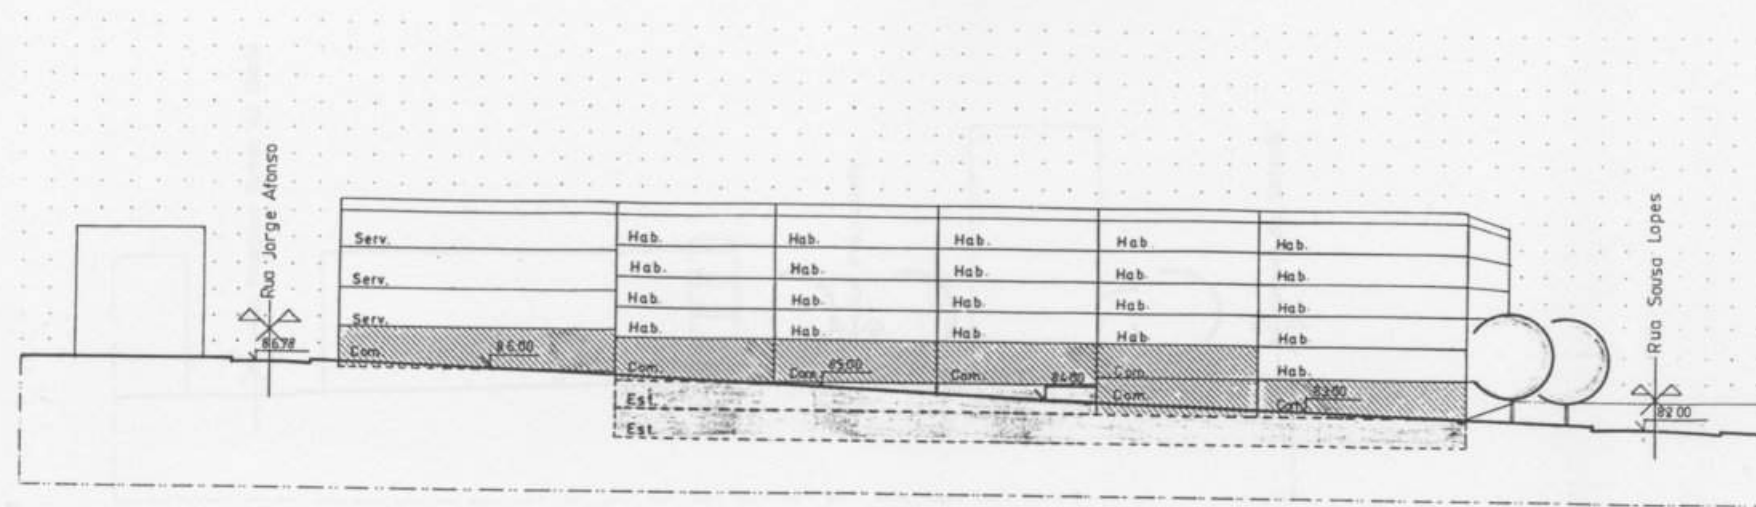 Rua Jorge Afonso
86.78
Serv.
Serv.
Serv.
Com.
86.00
Hab.
Hab.
Hab.
Hab.
Com.
Est.
Est.
Hab.
Hab.
Hab.
Hab.
Com.
85.00
Hab.
Hab.
Hab.
Hab.
Com.
84.00
Hab.
Hab.
Hab.
Hab.
Com.
Com.
Hab.
Hab.
Hab.
Hab.
Hab.
Com.
83.00
Rua Sousa Lopes
82.00